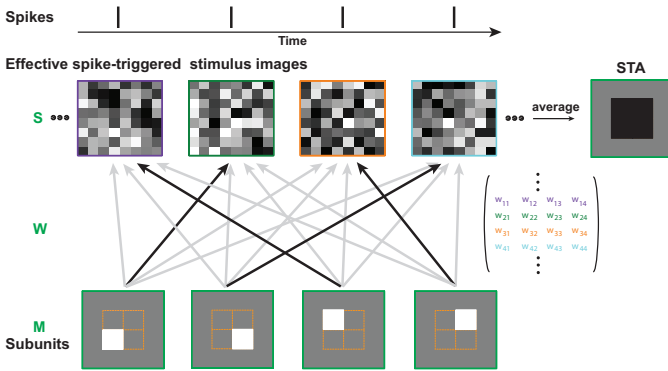 Spikes
Time
Effective spike-triggered stimulus images
STA
S
average
W
w11 w12 w13 w14
w21 w22 w23 w24
w31 w32 w33 w34
w41 w42 w43 w44
M
Subunits